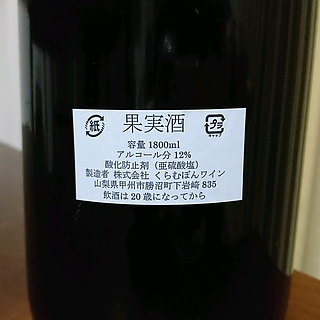 紙
果実酒
プラ
キャップ
容量 1800ml
アルコール分 12%
酸化防止剤（亜硫酸塩）
製造者 株式会社 くらむぼんワイン
山梨県甲州市勝沼町下岩崎 835
飲酒は 20 歳になってから